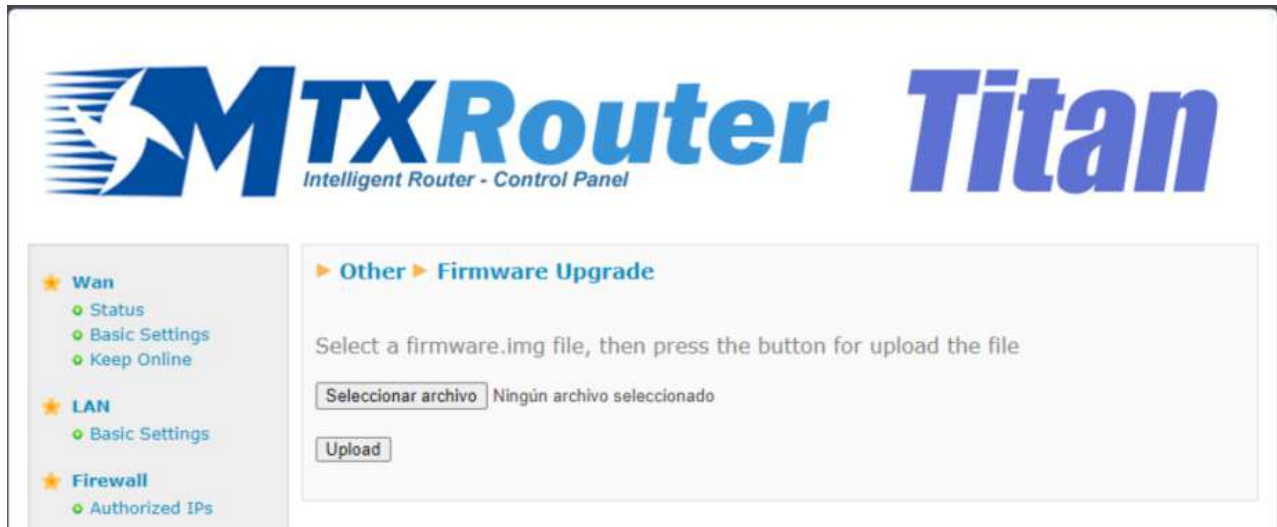 MTXRouter Titan
Intelligent Router - Control Panel
Wan
Status
Basic Settings
Keep Online
LAN
Basic Settings
Firewall
Authorized IPs
Other Firmware Upgrade
Select a firmware.img file, then press the button for upload the file
Seleccionar archivo Ningún archivo seleccionado
Upload